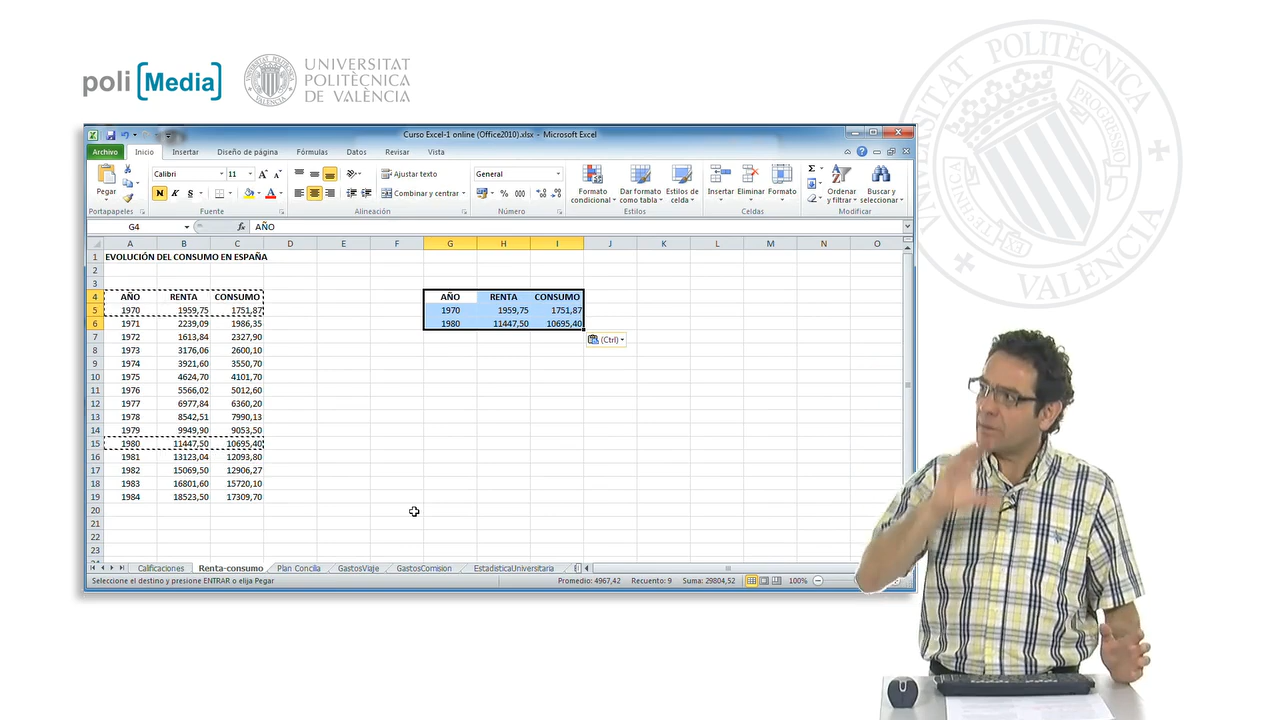 poli[Media]
UNIVERSITAT
POLITÈCNICA
DE VALÈNCIA
UNIVERSITAT POLITÈCNICA
VALÈNCIA
Curso Excel-1 online (Office2010).xlsx - Microsoft Excel
Archivo Inicio Insertar Diseño de página Fórmulas Datos Revisar Vista
Pegar
Calibri 11
N K S
Ajustar texto
Combinar y centrar
General
% 000
Formato condicional
Dar formato como tabla
Estilos de celda
Insertar Eliminar Formato
Ordenar y filtrar
Buscar y seleccionar
Portapapeles Fuente Alineación Número Estilos Celdas Modificar
G4 fx AÑO
A B C D E F G H I J K L M N O
1 EVOLUCIÓN DEL CONSUMO EN ESPAÑA
2
3
4 AÑO RENTA CONSUMO AÑO RENTA CONSUMO
5 1970 1959,75 1751,87 1970 1959,75 1751,87
6 1971 2239,09 1986,35 1980 11447,50 10695,40
7 1972 1613,84 2327,90 (Ctrl)
8 1973 3176,06 2600,10
9 1974 3921,60 3550,70
10 1975 4624,70 4101,70
11 1976 5566,02 5012,60
12 1977 6977,84 6360,20
13 1978 8542,51 7990,13
14 1979 9949,90 9053,50
15 1980 11447,50 10695,40
16 1981 13123,04 12093,80
17 1982 15069,50 12906,27
18 1983 16801,60 15720,10
19 1984 18523,50 17309,70
20
21
22
23
Calificaciones Renta-consumo Plan Concilia GastosViaje GastosComision EstadisticaUniversitaria
Seleccione el destino y presione ENTRAR o elija Pegar Promedio: 4967,42 Recuento: 9 Suma: 29804,52 100%